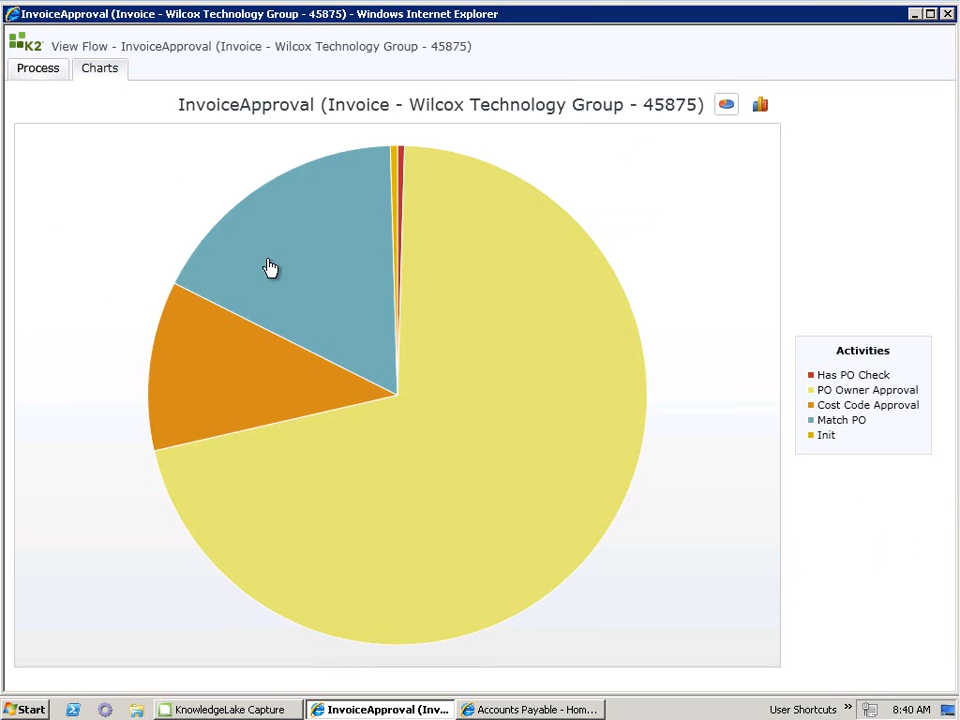 InvoiceApproval (Invoice - Wilcox Technology Group - 45875) - Windows Internet Explorer
K2 View Flow - InvoiceApproval (Invoice - Wilcox Technology Group - 45875)
Process Charts
InvoiceApproval (Invoice - Wilcox Technology Group - 45875)
Activities
Has PO Check
PO Owner Approval
Cost Code Approval
Match PO
Init
Start KnowledgeLake Capture InvoiceApproval (Inv... Accounts Payable - Hom... User Shortcuts » 8:40 AM